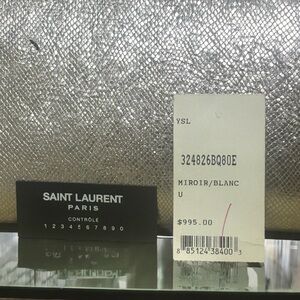 YSL
324826BQ80E
MIROIR/BLANC
U
$995.00
8 85124 38400 3
SAINT LAURENT
PARIS
CONTRÔLE
1 2 3 4 5 6 7 8 9 0